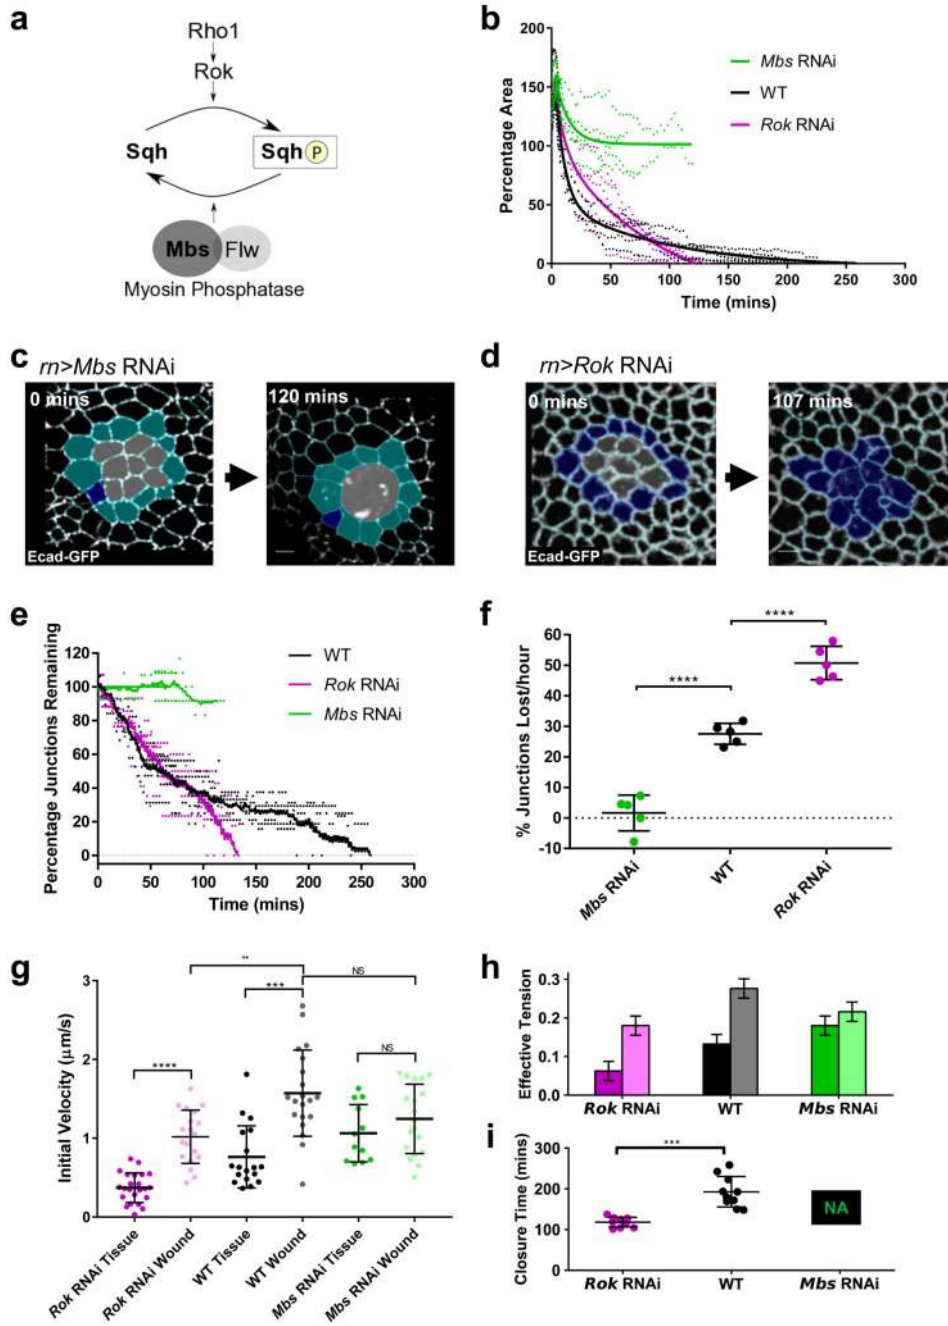 a
Rho1
Rok
Sqh
Sqh P
Mbs Flw
Myosin Phosphatase
b
200
150
100
50
0
Percentage Area
0 50 100 150 200 250 300
Time (mins)
Mbs RNAi
WT
Rok RNAi
c
rn>Mbs RNAi
0 mins
120 mins
Ecad-GFP
d
rn>Rok RNAi
0 mins
107 mins
Ecad-GFP
e
120
100
80
60
40
20
0
Percentage Junctions Remaining
0 50 100 150 200 250 300
Time (mins)
WT
Rok RNAi
Mbs RNAi
f
60
50
40
30
20
10
0
-10
% Junctions Lost/hour
****
****
Mbs RNAi
WT
Rok RNAi
g
3
2
1
0
Initial Velocity (μm/s)
**
NS
***
****
NS
Rok RNAi Tissue
Rok RNAi Wound
WT Tissue
WT Wound
Mbs RNAi Tissue
Mbs RNAi Wound
h
0.3
0.2
0.1
0.0
Effective Tension
Rok RNAi WT Mbs RNAi
i
300
200
100
0
Closure Time (mins)
***
NA
Rok RNAi WT Mbs RNAi